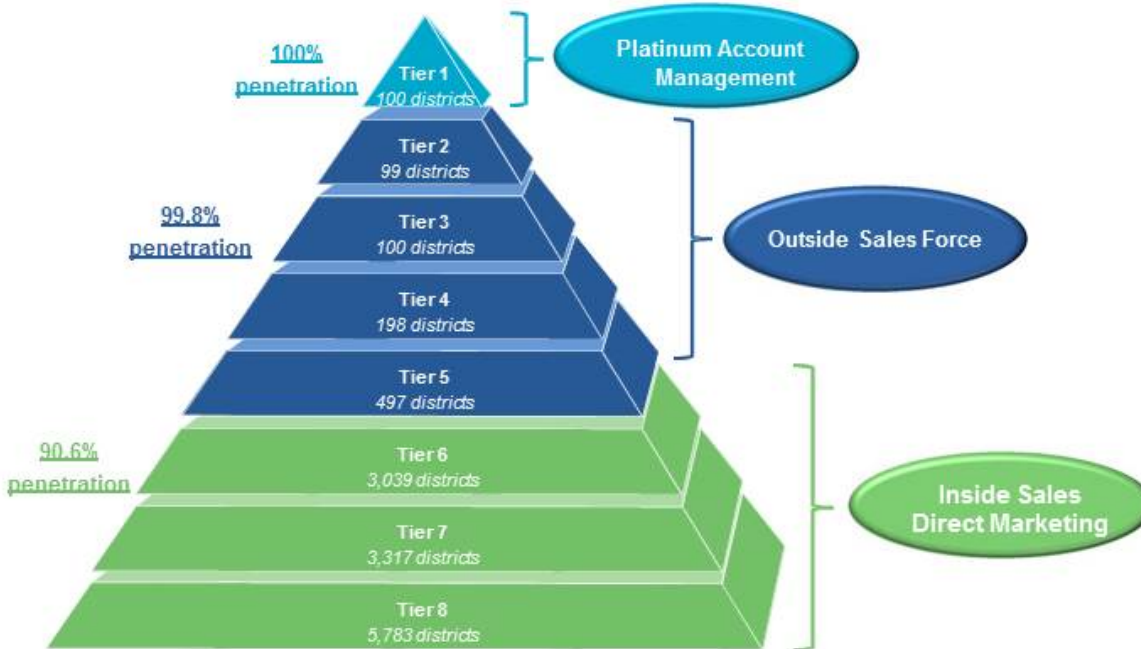 100%
penetration
Tier 1
100 districts
Platinum Account
Management
Tier 2
99 districts
99.8%
penetration
Tier 3
100 districts
Outside Sales Force
Tier 4
198 districts
Tier 5
497 districts
90.6%
penetration
Tier 6
3,039 districts
Inside Sales
Direct Marketing
Tier 7
3,317 districts
Tier 8
5,783 districts